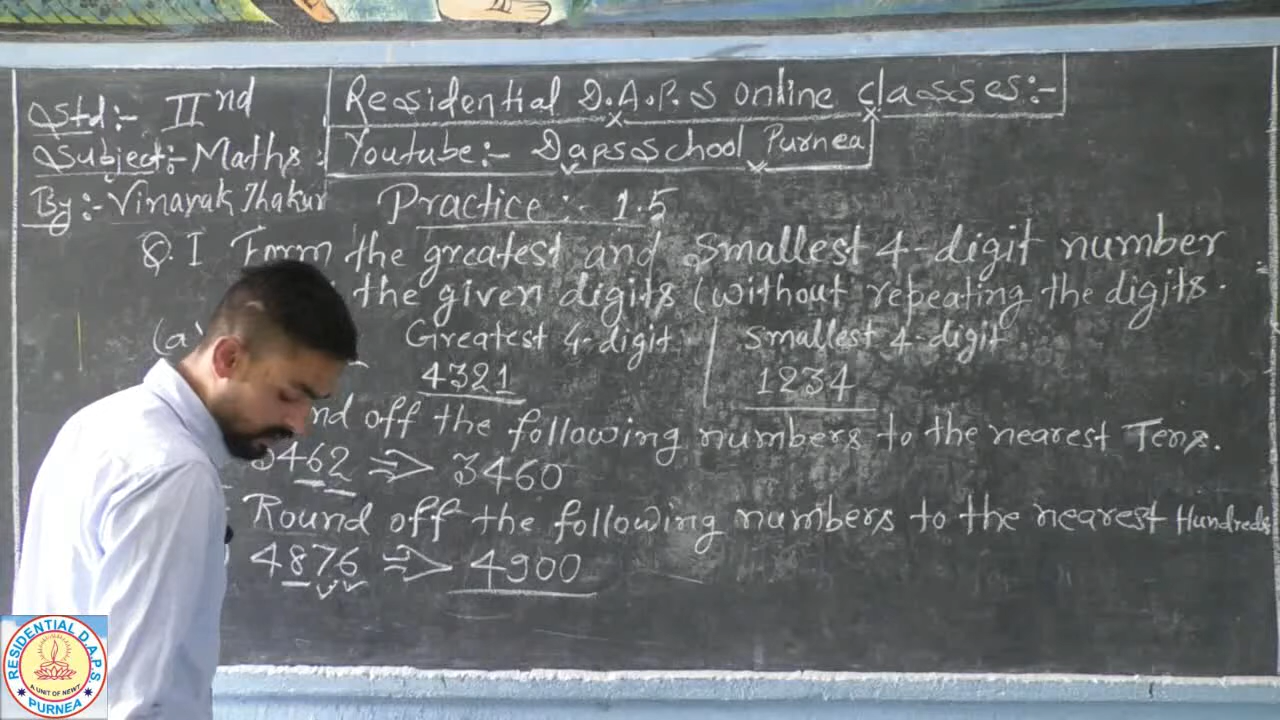 Std:- IInd
Subject:- Maths :
By:- Vinayak Thakur
Residential D.A.P.S online classes:-
Youtube:- Dapsschool Purnea
Practice :- 1.5
Q.I Form the greatest and smallest 4-digit number
the given digits (without repeating the digits.
(a) Greatest 4-digit | smallest 4-digit.
4321 1234
nd off the following numbers to the nearest Tens.
3462 => 3460
Round off the following numbers to the nearest Hundreds
4876 => 4900
RESIDENTIAL D.A.P.S
PURNEA